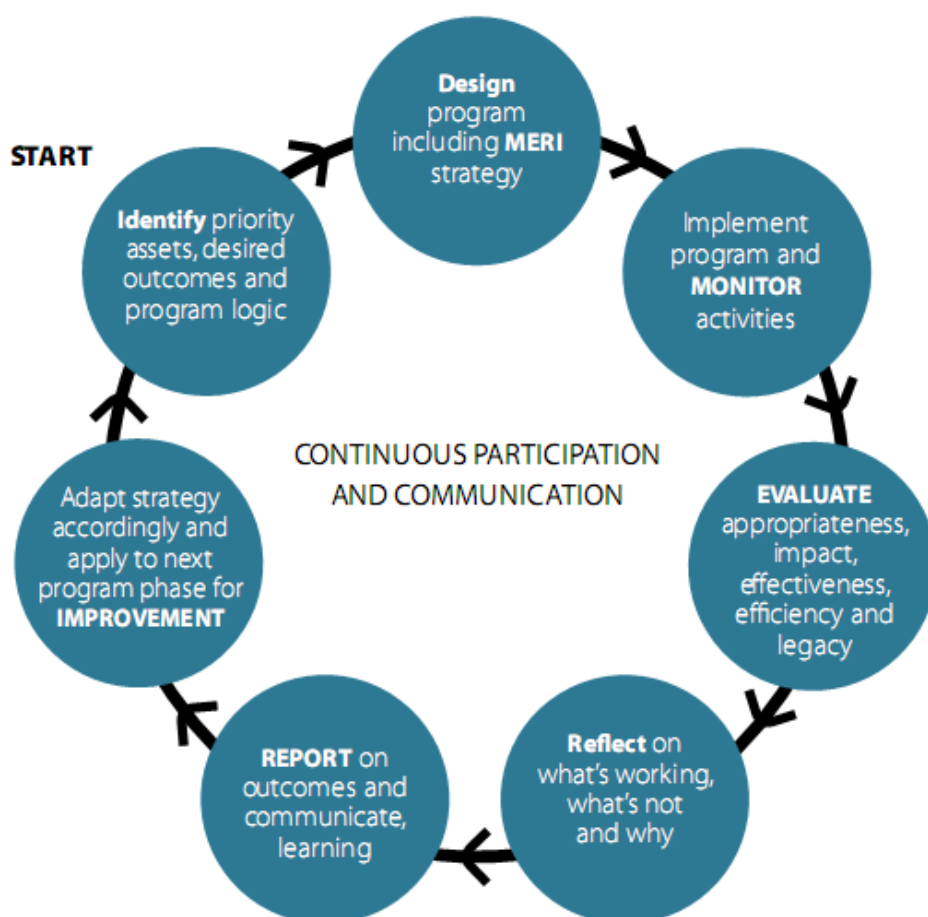 START
Identify priority
assets, desired
outcomes and
program logic
Design
program
including MERI
strategy
Implement
program and
MONITOR
activities
EVALUATE
appropriateness,
impact,
effectiveness,
efficiency and
legacy
Reflect on
what's working,
what's not
and why
REPORT on
outcomes and
communicate,
learning
Adapt strategy
accordingly and
apply to next
program phase for
IMPROVEMENT
CONTINUOUS PARTICIPATION
AND COMMUNICATION